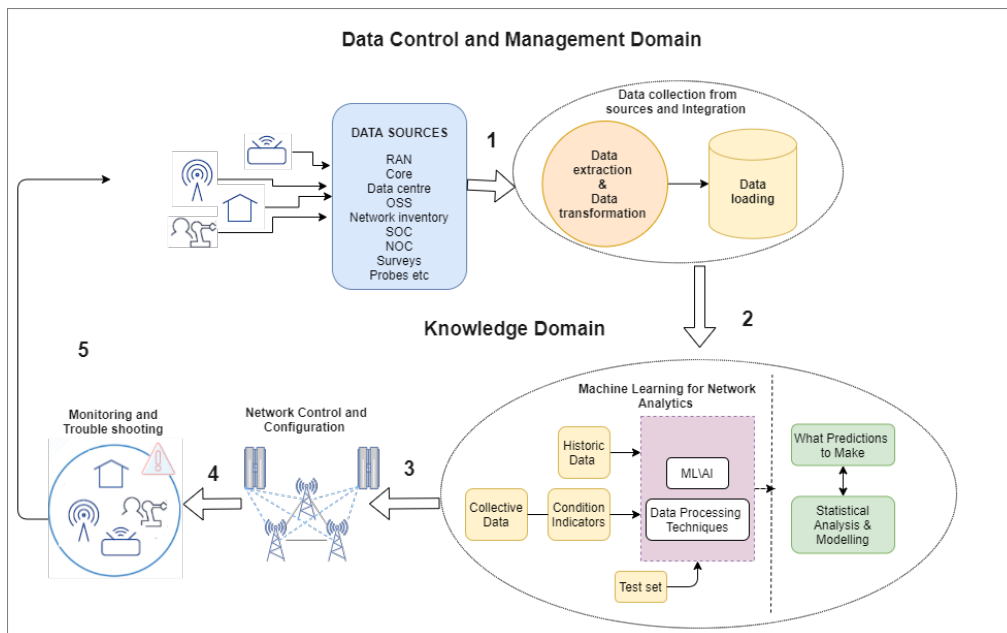 Data Control and Management Domain
Data collection from
sources and Integration
DATA SOURCES
RAN
Core
Data centre
OSS
Network inventory
SOC
NOC
Surveys
Probes etc
1
Data
extraction
&
Data
transformation
Data
loading
2
Knowledge Domain
Machine Learning for Network
Analytics
Historic
Data
Collective
Data
Condition
Indicators
ML\AI
Data Processing
Techniques
Test set
What Predictions
to Make
Statistical
Analysis &
Modelling
3
Network Control and
Configuration
4
Monitoring and
Trouble shooting
5